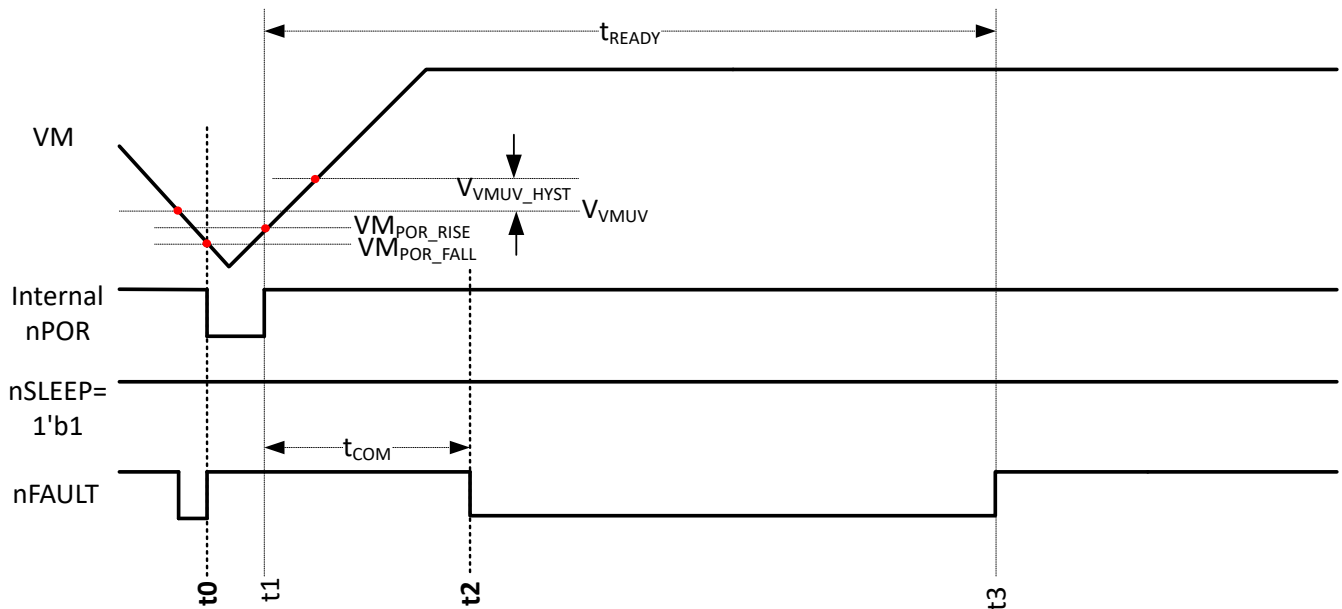 tREADY
VM
VVMUV_HYST
VVMUV
VMPOR_RISE
VMPOR_FALL
Internal
nPOR
nSLEEP=
1'b1
tCOM
nFAULT
t0
t1
t2
t3